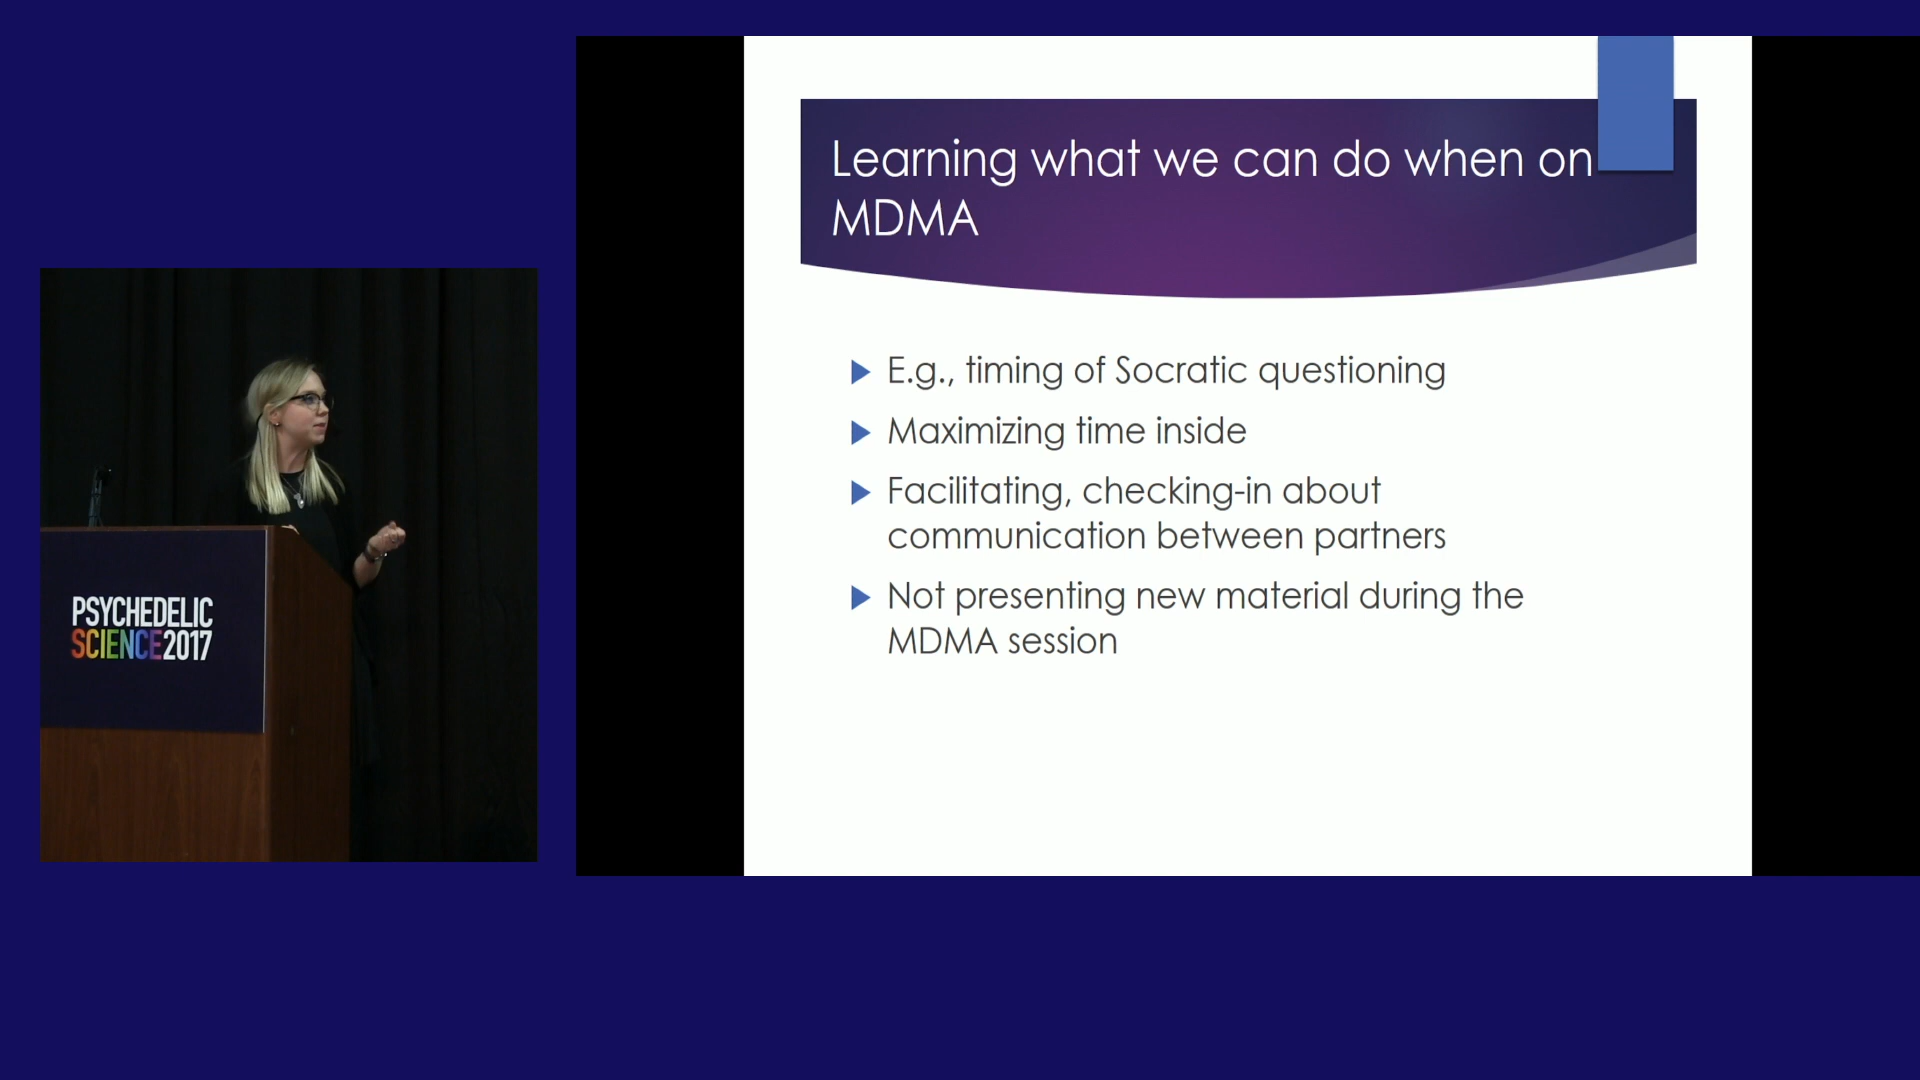 Learning what we can do when on
MDMA
E.g., timing of Socratic questioning
Maximizing time inside
Facilitating, checking-in about
communication between partners
Not presenting new material during the
MDMA session
PSYCHEDELIC
SCIENCE2017